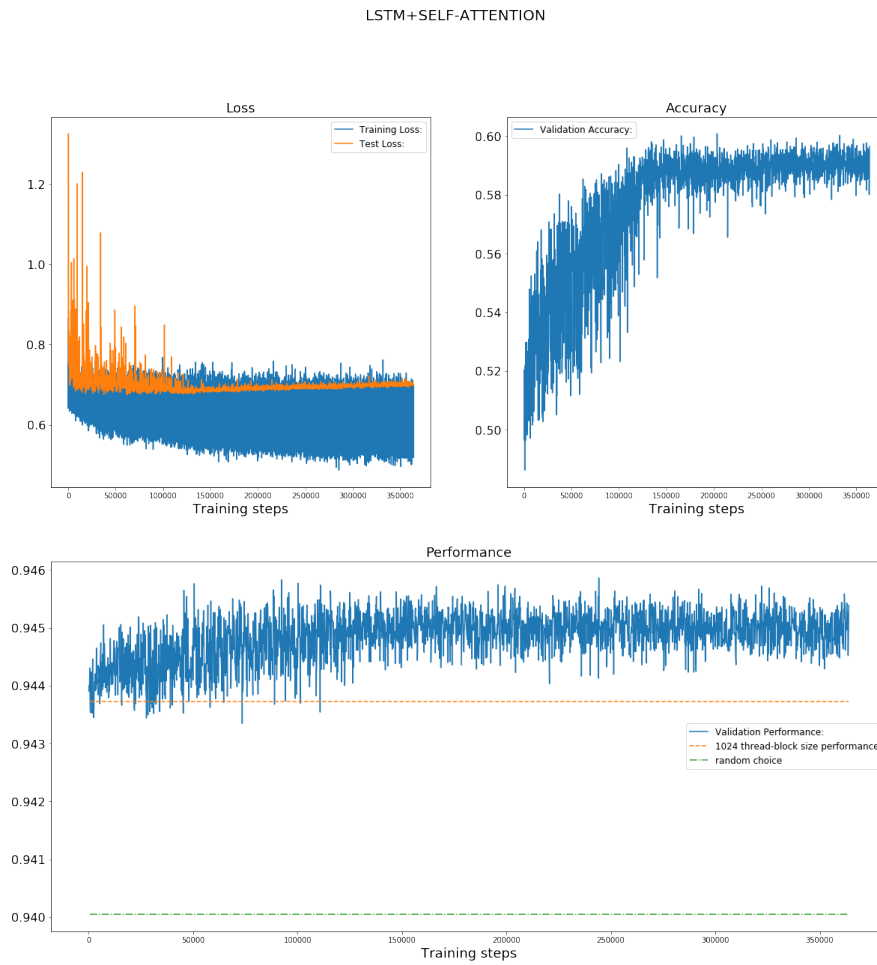 LSTM+SELF-ATTENTION
Loss
Training Loss:
Test Loss:
1.2
1.0
0.8
0.6
0 50000 100000 150000 200000 250000 300000 350000
Training steps
Accuracy
Validation Accuracy:
0.60
0.58
0.56
0.54
0.52
0.50
0 50000 100000 150000 200000 250000 300000 350000
Training steps
Performance
0.946
0.945
0.944
0.943
0.942
0.941
0.940
Validation Performance:
1024 thread-block size performance
random choice
0 50000 100000 150000 200000 250000 300000 350000
Training steps